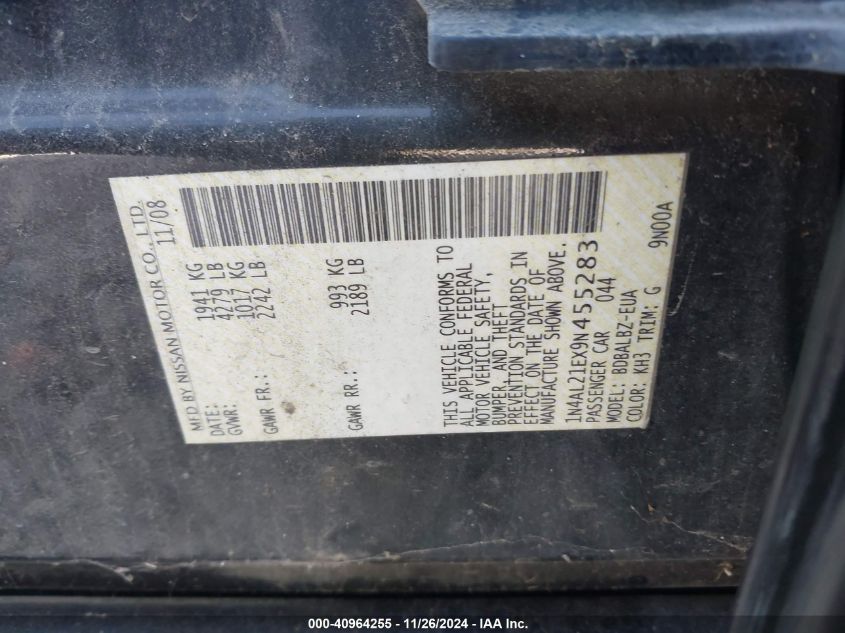 MFD BY NISSAN MOTOR CO., LTD.
DATE: 11/08
GVWR: 1941 KG
4279 LB
GAWR FR.: 1017 KG
2242 LB
GAWR RR.: 993 KG
2189 LB
THIS VEHICLE CONFORMS TO
ALL APPLICABLE FEDERAL
MOTOR VEHICLE SAFETY,
BUMPER, AND THEFT
PREVENTION STANDARDS IN
EFFECT ON THE DATE OF
MANUFACTURE SHOWN ABOVE.
1N4AL21EX9N455283
PASSENGER CAR 044
MODEL: BDBALBZ-EUA
COLOR: KH3 TRIM: G 9N00A
000-40964255 - 11/26/2024 - IAA Inc.